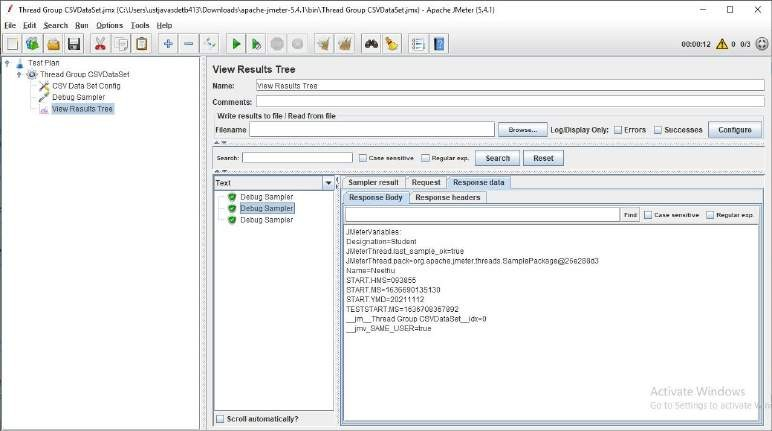 Thread Group CSVDataSet.jmx (C:\Users\ustjavasdetb413\Downloads\apache-jmeter-5.4.1\bin\Thread Group CSVDataSet.jmx) - Apache JMeter (5.4.1)
File Edit Search Run Options Tools Help
00:00:12 0 0/3
Test Plan
Thread Group CSVDataSet
CSV Data Set Config
Debug Sampler
View Results Tree
View Results Tree
Name: View Results Tree
Comments:
Write results to file / Read from file
Filename Browse... Log/Display Only: Errors Successes Configure
Search: Case sensitive Regular exp. Search Reset
Text
Debug Sampler
Debug Sampler
Debug Sampler
Scroll automatically?
Sampler result Request Response data
Response Body Response headers
Find Case sensitive Regular exp.
JMeterVariables:
Designation=Student
JMeterThread.last_sample_ok=true
JMeterThread.pack=org.apache.jmeter.threads.SamplePackage@26e288d3
Name=Neethu
START.HMS=093855
START.MS=1636690135130
START.YMD=20211112
TESTSTART.MS=1636708367892
__jm__Thread Group CSVDataSet__idx=0
__jmv_SAME_USER=true
Activate Windows
Go to Settings to activate Win